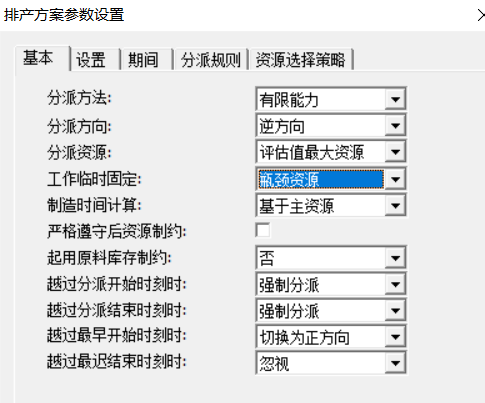 排产方案参数设置
基本 设置 期间 分派规则 资源选择策略
分派方法: 有限能力
分派方向: 逆方向
分派资源: 评估值最大资源
工作临时固定: 瓶颈资源
制造时间计算: 基于主资源
严格遵守后资源制约:
起用原料库存制约: 否
越过分派开始时刻时: 强制分派
越过分派结束时刻时: 强制分派
越过最早开始时刻时: 切换为正方向
越过最迟结束时刻时: 忽视